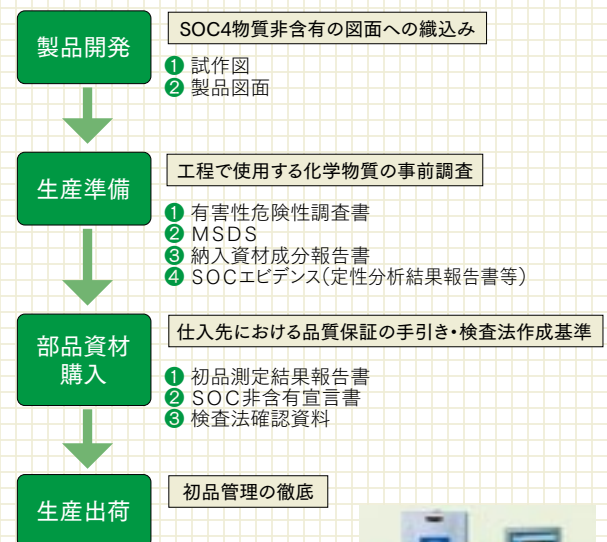 製品開発
SOC4物質非含有の図面への織込み
❶ 試作図
❷ 製品図面
生産準備
工程で使用する化学物質の事前調査
❶ 有害性危険性調査書
❷ MSDS
❸ 納入資材成分報告書
❹ SOCエビデンス(定性分析結果報告書等)
部品資材
購入
仕入先における品質保証の手引き・検査法作成基準
❶ 初品測定結果報告書
❷ SOC非含有宣言書
❸ 検査法確認資料
生産出荷
初品管理の徹底